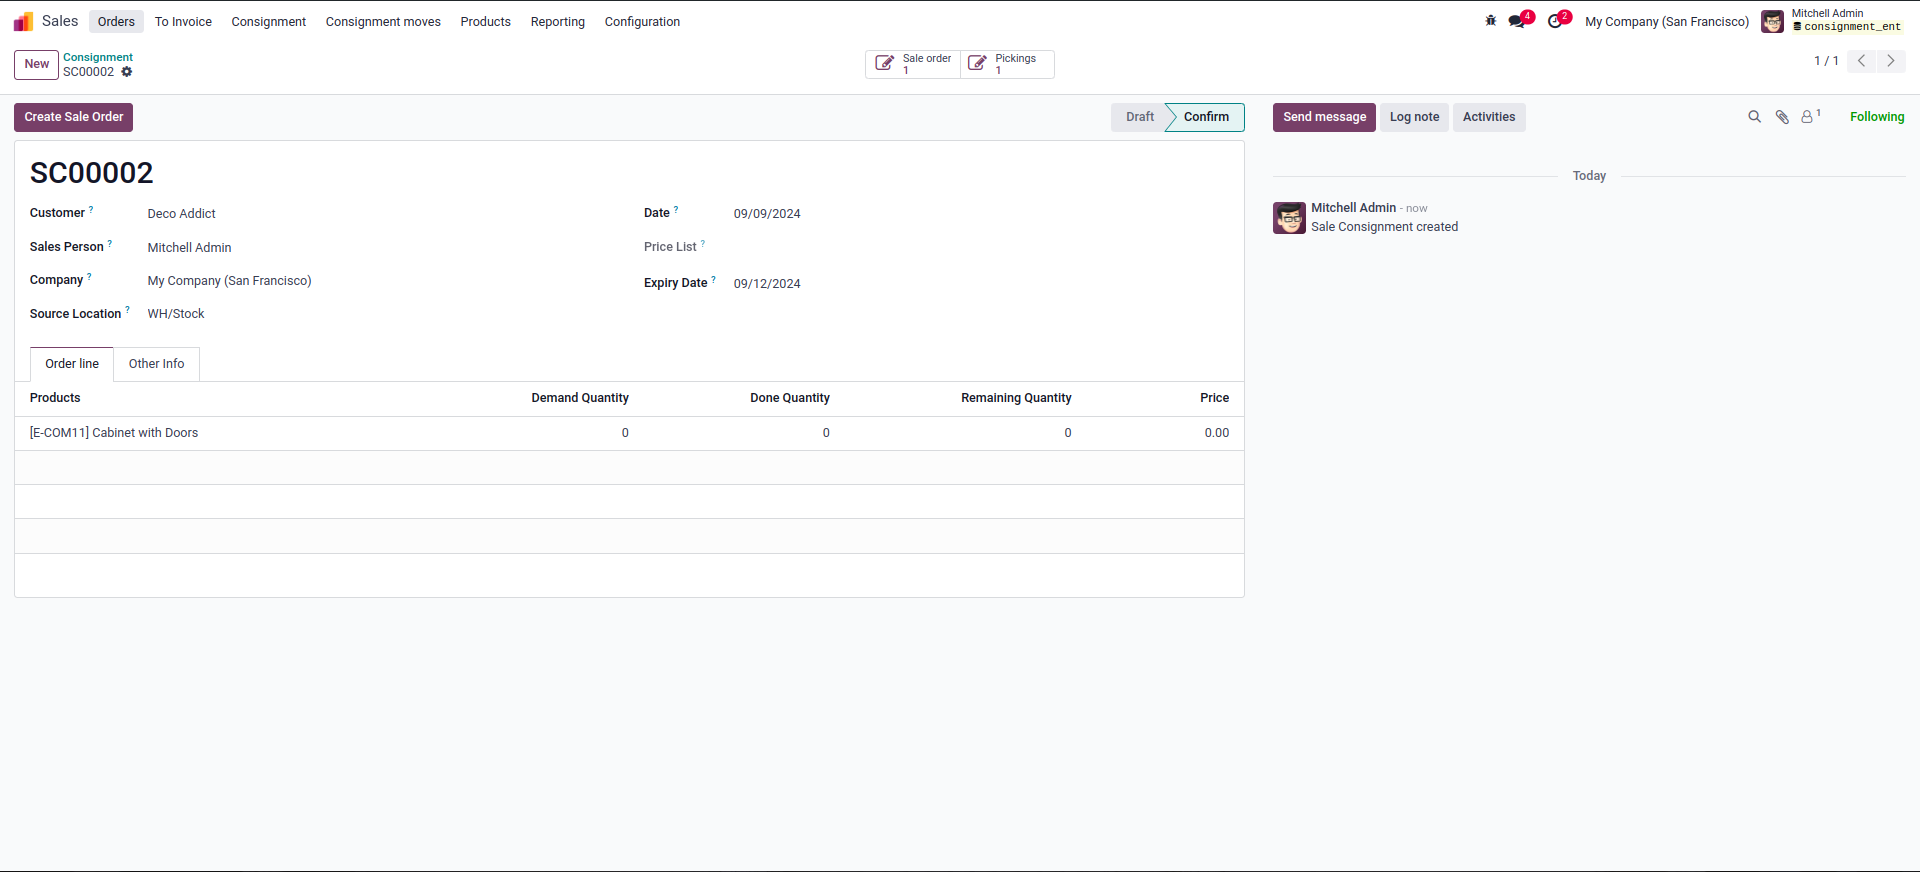 Sales Orders To Invoice Consignment Consignment moves Products Reporting Configuration 4 2 My Company (San Francisco) Mitchell Admin
consignment_ent
New Consignment
SC00002
Sale order
1
Pickings
1
1 / 1
Create Sale Order Draft Confirm Send message Log note Activities 1 Following
SC00002
Today
Customer ? Deco Addict Date ? 09/09/2024
Mitchell Admin - now
Sale Consignment created
Sales Person ? Mitchell Admin Price List ?
Company ? My Company (San Francisco) Expiry Date ? 09/12/2024
Source Location ? WH/Stock
Order line Other Info
Products Demand Quantity Done Quantity Remaining Quantity Price
[E-COM11] Cabinet with Doors 0 0 0 0.00